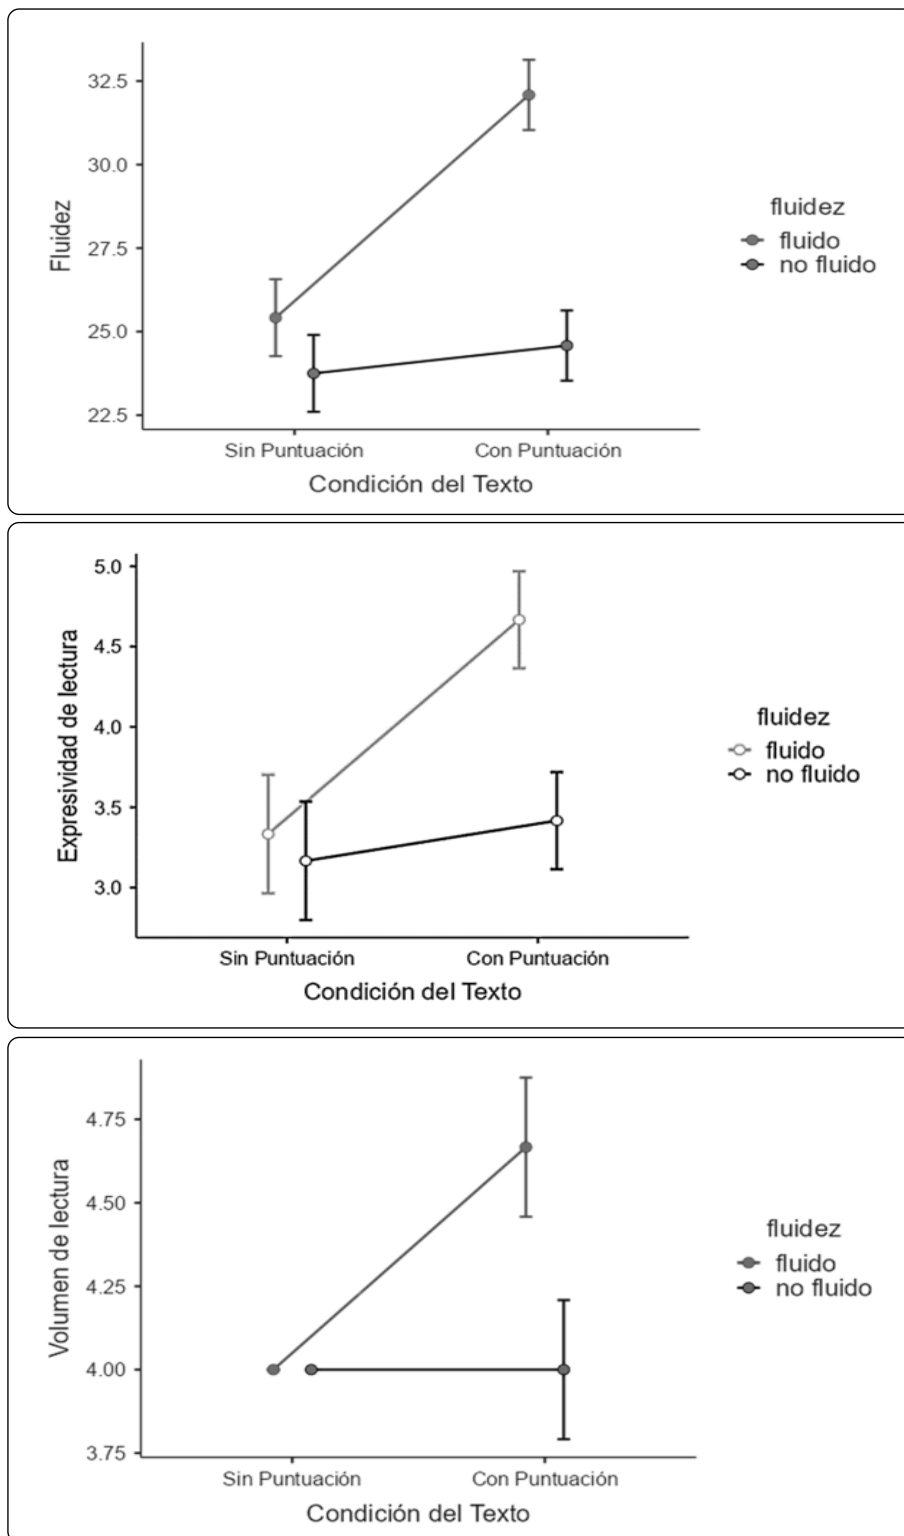 32.5
30.0
27.5
25.0
22.5
Fluidez
Sin Puntuación
Con Puntuación
Condición del Texto
fluidez
fluido
no fluido
5.0
4.5
4.0
3.5
3.0
Expresividad de lectura
Sin Puntuación
Con Puntuación
Condición del Texto
fluidez
fluido
no fluido
4.75
4.50
4.25
4.00
3.75
Volumen de lectura
Sin Puntuación
Con Puntuación
Condición del Texto
fluidez
fluido
no fluido